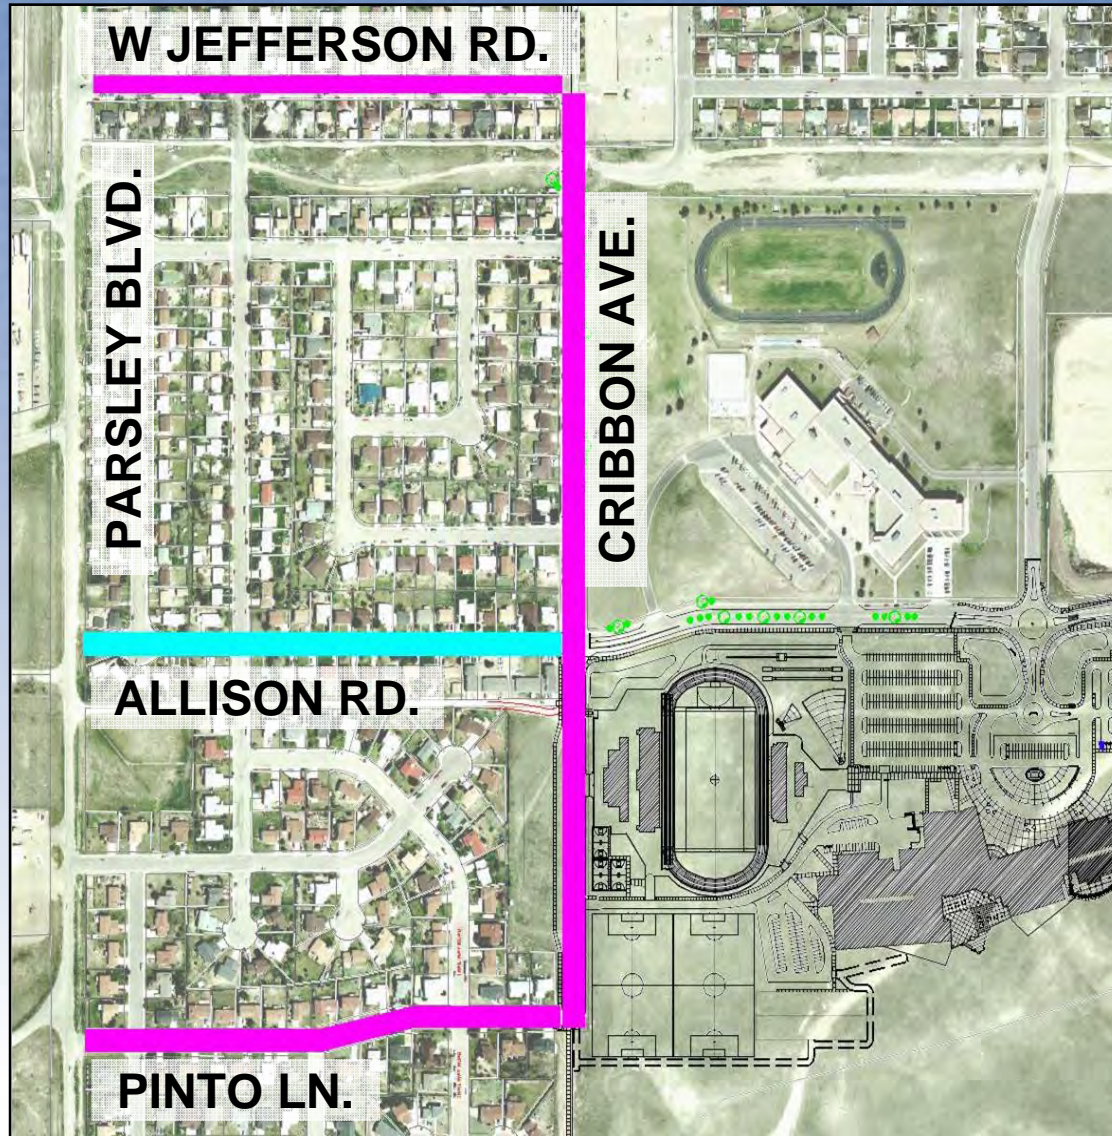 W JEFFERSON RD.
PARSLEY BLVD.
CRIBBON AVE.
ALLISON RD.
PINTO LN.